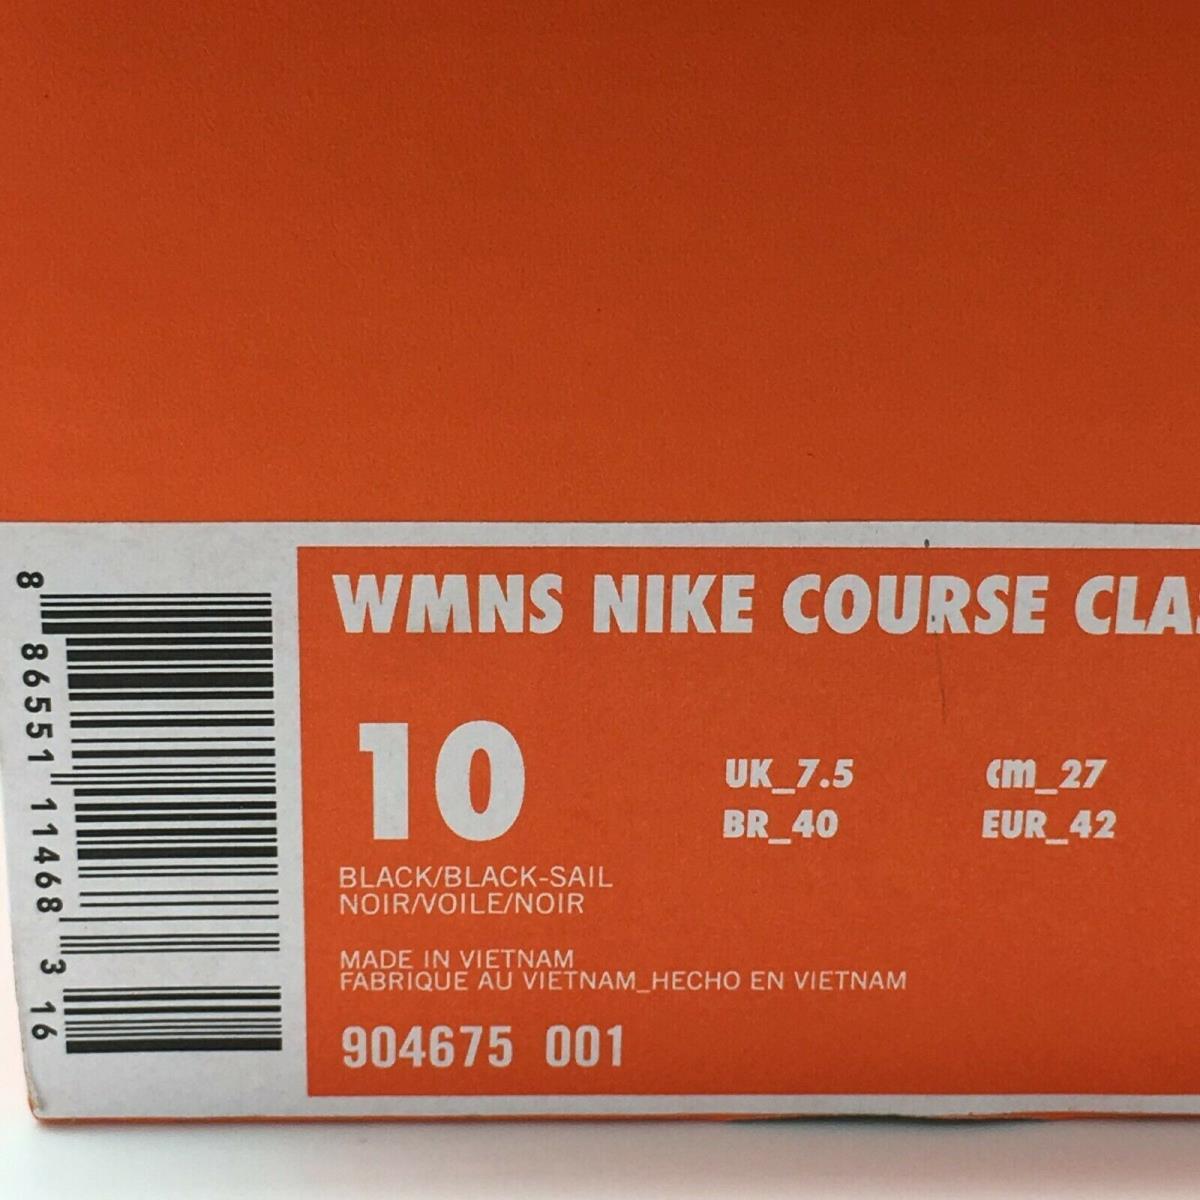 WMNS NIKE COURSE
10
UK_7.5 cm_27
BR_40 EUR_42
BLACK/BLACK-SAIL
NOIR/VOILE/NOIR
MADE IN VIETNAM
FABRIQUE AU VIETNAM_HECHO EN VIETNAM
904675 001
8 86551 11468 3 16